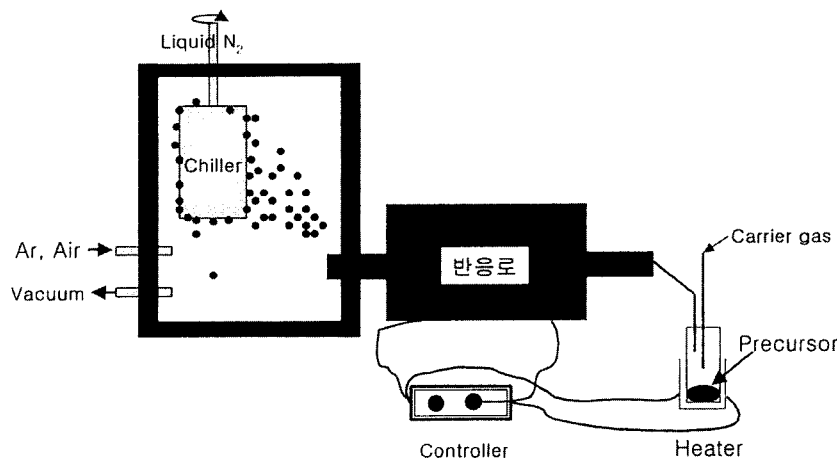 Liquid N₂
Chiller
Ar, Air
Vacuum
반응로
Carrier gas
Precursor
Controller
Heater